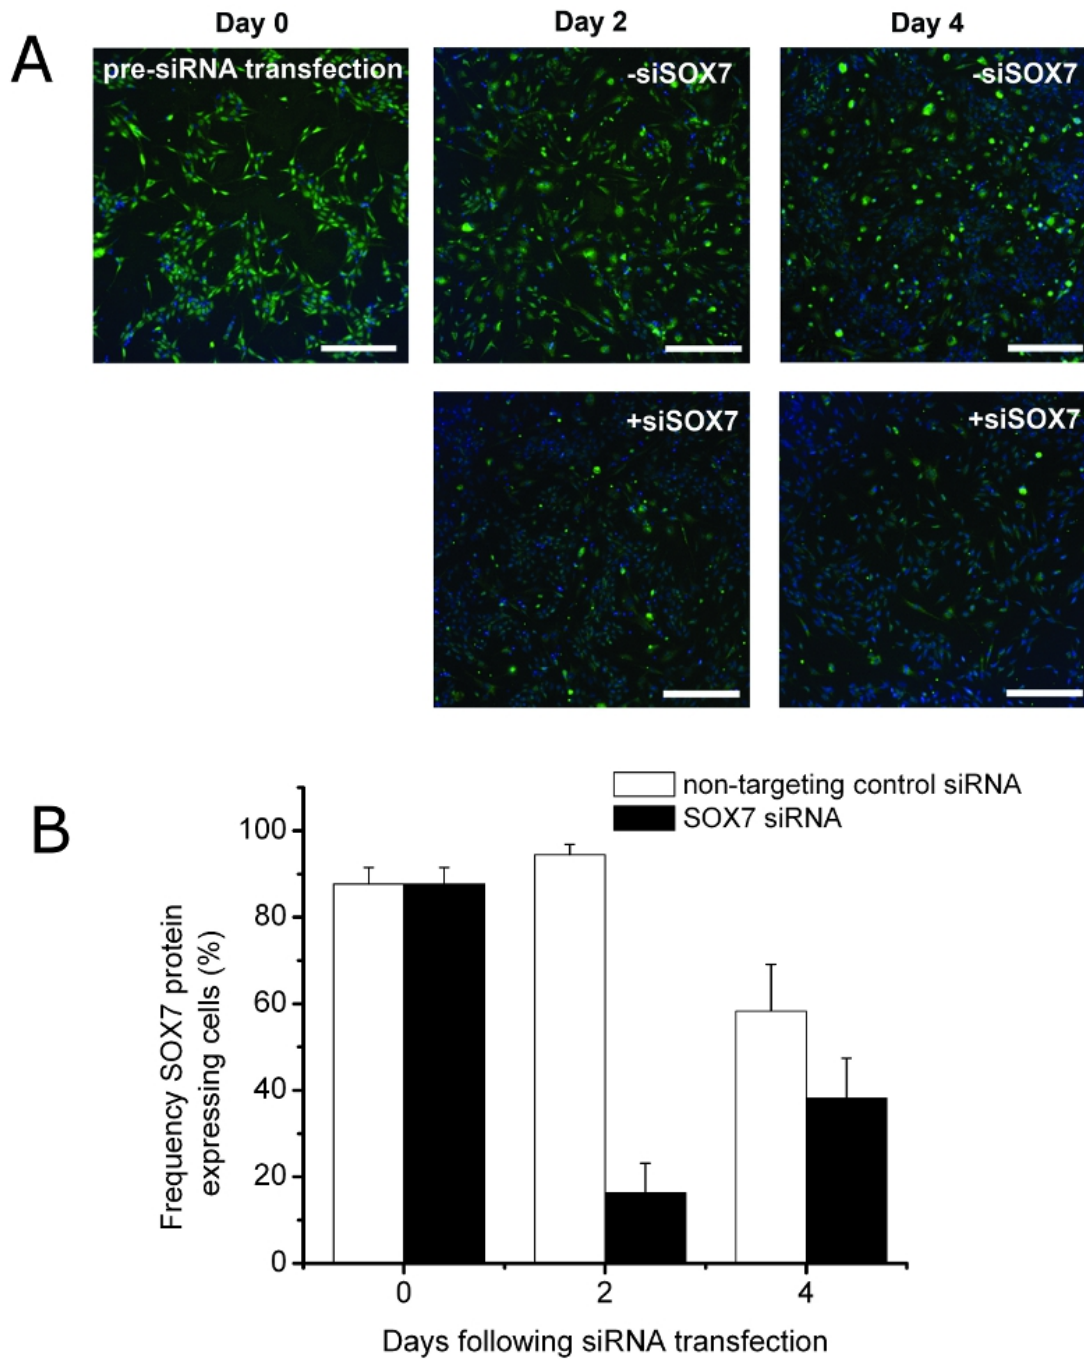 A
Day 0
Day 2
Day 4
pre-siRNA transfection
-siSOX7
-siSOX7
+siSOX7
+siSOX7
B
non-targeting control siRNA
SOX7 siRNA
Frequency SOX7 protein
expressing cells (%)
100
80
60
40
20
0
0
2
4
Days following siRNA transfection